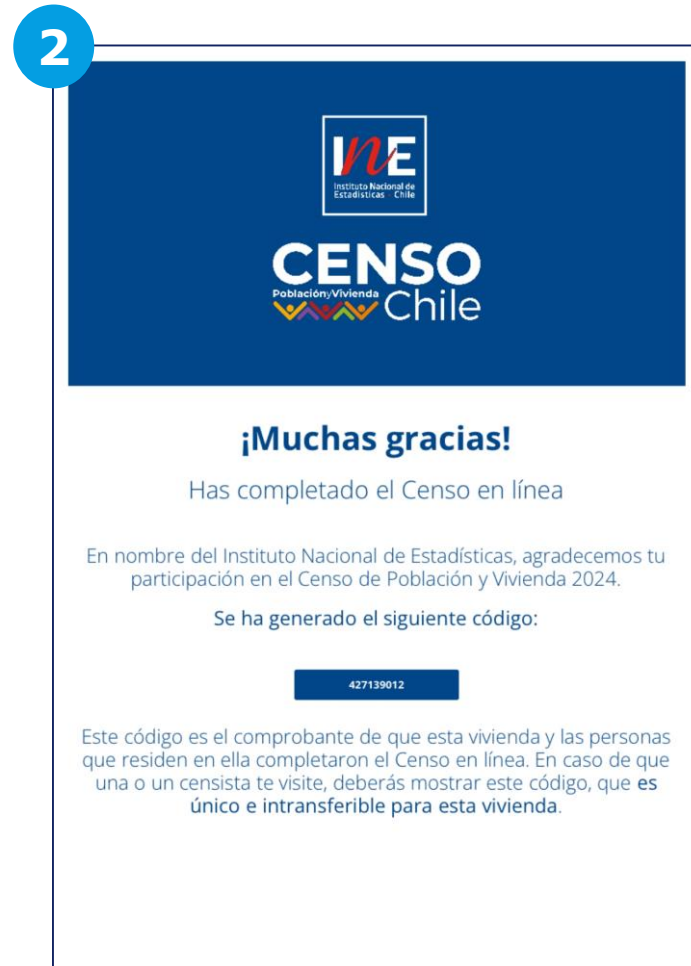 2
INE
Instituto Nacional de
Estadísticas - Chile
CENSO
PoblaciónyVivienda
Chile
¡Muchas gracias!
Has completado el Censo en línea
En nombre del Instituto Nacional de Estadísticas, agradecemos tu
participación en el Censo de Población y Vivienda 2024.
Se ha generado el siguiente código:
427139012
Este código es el comprobante de que esta vivienda y las personas
que residen en ella completaron el Censo en línea. En caso de que
una o un censista te visite, deberás mostrar este código, que es
único e intransferible para esta vivienda.